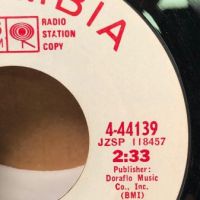 MBIA
RADIO
STATION
COPY
4-44139
JZSP 118457
2:33
Publisher:
Doraflo Music
Co., Inc.
(BMI)